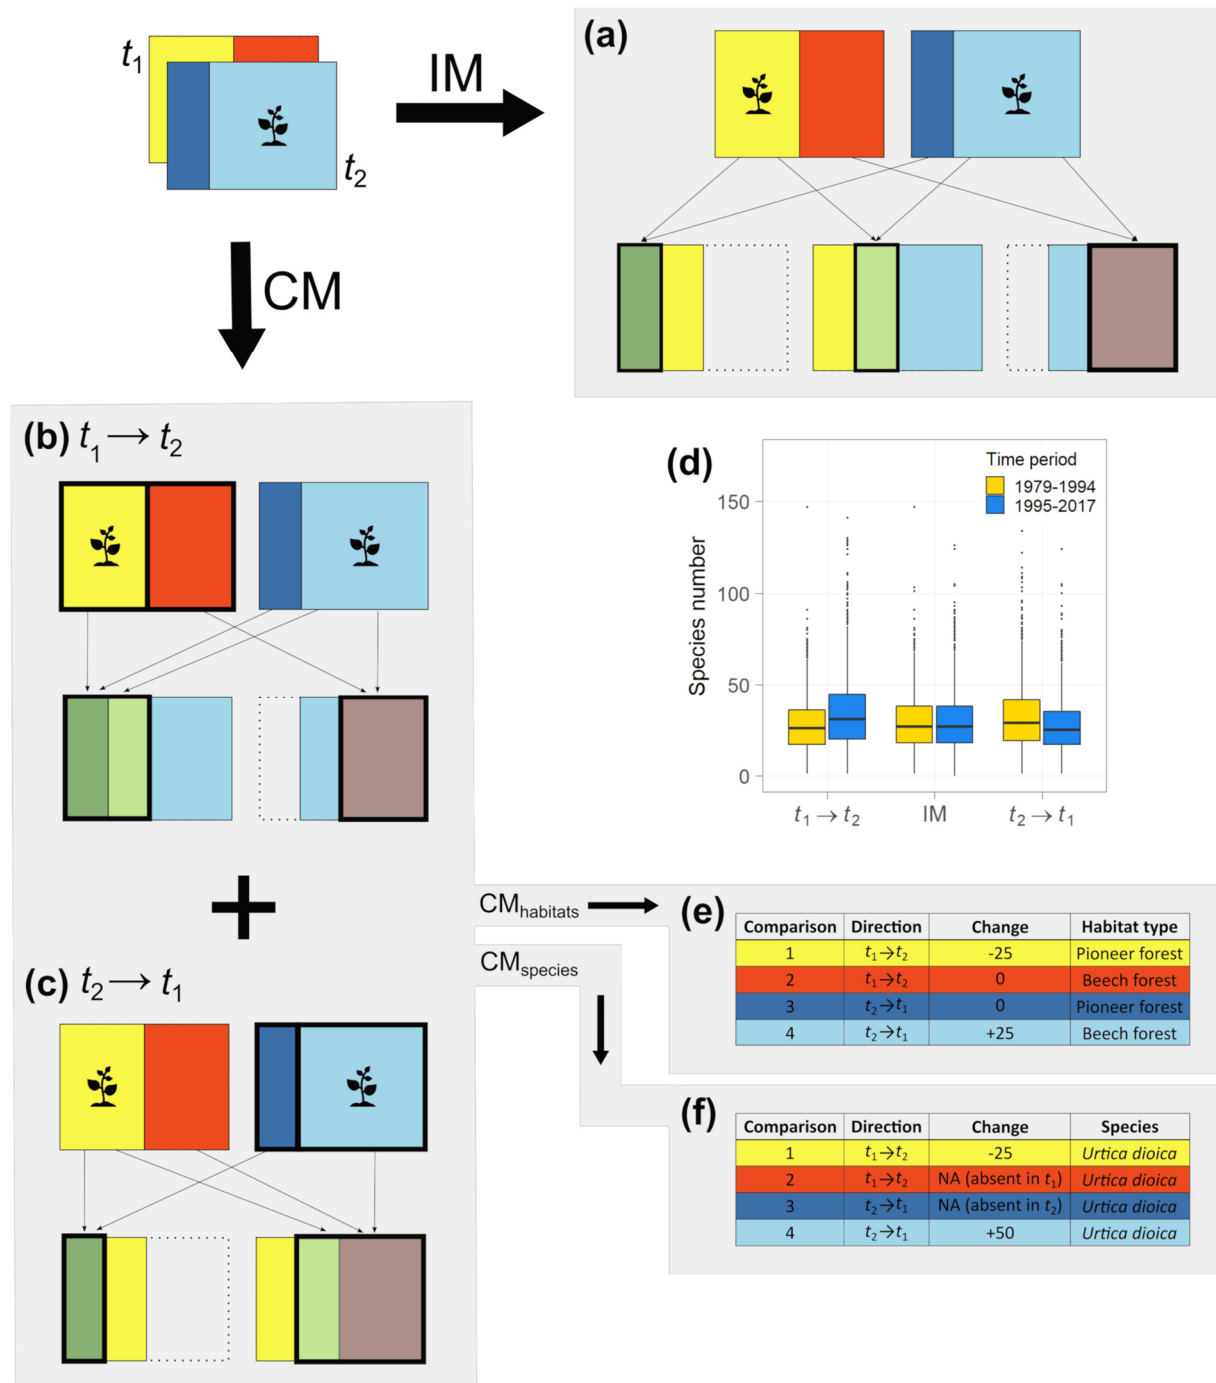 t1
t2
IM
CM
(a)
(b) t1 → t2
(d)
Time period
1979-1994
1995-2017
Species number
150
100
50
0
t1 → t2 IM t2 → t1
+
CMhabitats
CMspecies
(c) t2 → t1
(e)
Comparison Direction Change Habitat type
1 t1→t2 -25 Pioneer forest
2 t1→t2 0 Beech forest
3 t2→t1 0 Pioneer forest
4 t2→t1 +25 Beech forest
(f)
Comparison Direction Change Species
1 t1→t2 -25 Urtica dioica
2 t1→t2 NA (absent in t1) Urtica dioica
3 t2→t1 NA (absent in t2) Urtica dioica
4 t2→t1 +50 Urtica dioica